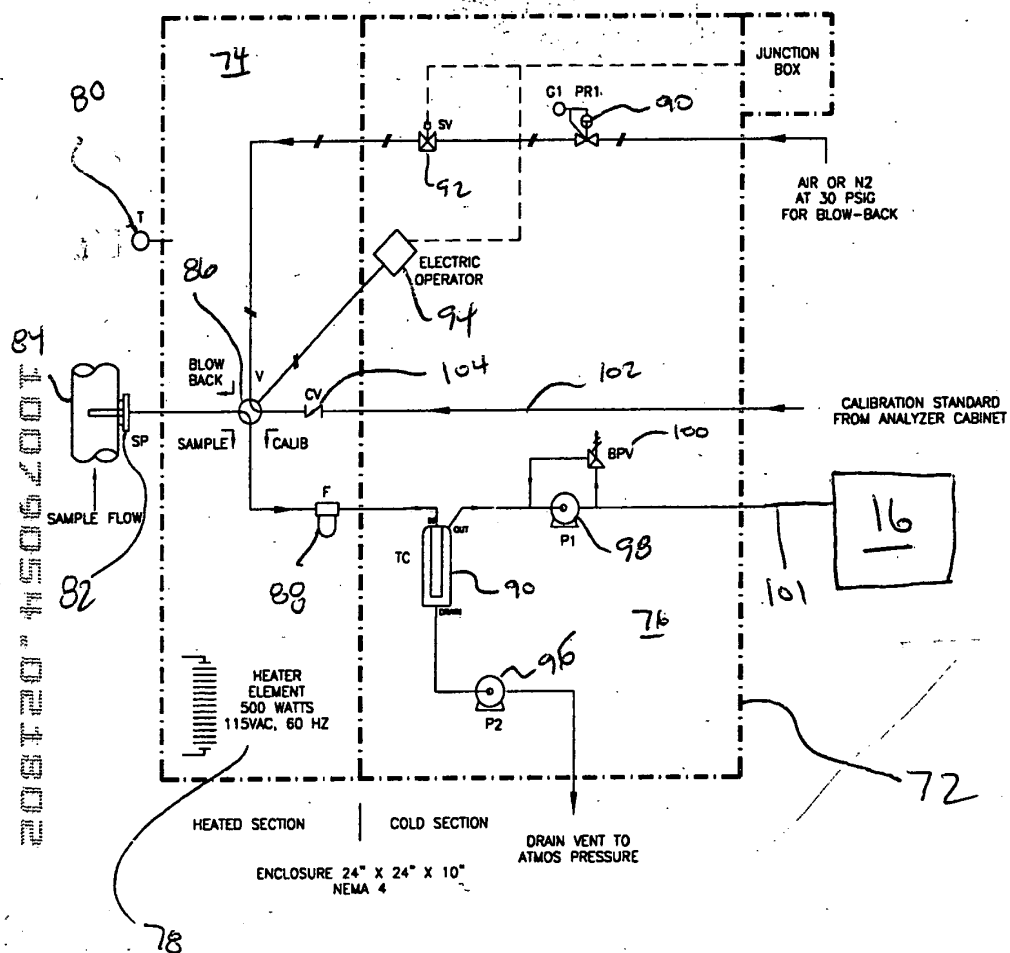 74
JUNCTION
BOX
80
G1 PR1.
90
SV
92
AIR OR N2
AT 30 PSIG
FOR BLOW-BACK
T
86
ELECTRIC
OPERATOR
94
84
BLOW
BACK
V
CV
104
102
CALIBRATION STANDARD
FROM ANALYZER CABINET
SP
SAMPLE
CALIB
BPV
100
SAMPLE FLOW
F
IN
OUT
P1
98
16
82
88
TC
90
101
DRAIN
76
96
P2
HEATER
ELEMENT
500 WATTS
115VAC, 60 HZ
72
HEATED SECTION
COLD SECTION
DRAIN VENT TO
ATMOS PRESSURE
ENCLOSURE 24" X 24" X 10"
NEMA 4
78
10079054.021802